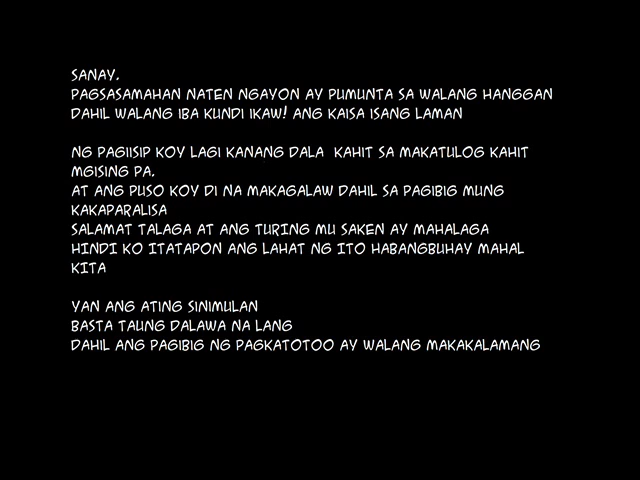 SANAY.
PAGSASAMAHAN NATEN NGAYON AY PUMUNTA SA WALANG HANGGAN
DAHIL WALANG IBA KUNDI IKAW! ANG KAISA ISANG LAMAN
NG PAGIISIP KOY LAGI KANANG DALA KAHIT SA MAKATULOG KAHIT
MGISING PA.
AT ANG PUSO KOY DI NA MAKAGALAW DAHIL SA PAGIBIG MUNG
KAKAPARALISA
SALAMAT TALAGA AT ANG TURING MU SAKEN AY MAHALAGA
HINDI KO ITATAPON ANG LAHAT NG ITO HABANGBUHAY MAHAL
KITA
YAN ANG ATING SINIMULAN
BASTA TAUNG DALAWA NA LANG
DAHIL ANG PAGIBIG NG PAGKATOTOO AY WALANG MAKAKALAMANG